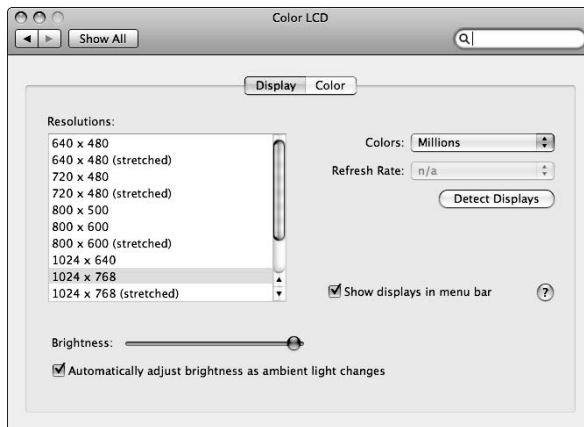 Color LCD
Show All
Display Color
Resolutions:
640 x 480
640 x 480 (stretched)
720 x 480
720 x 480 (stretched)
800 x 500
800 x 600
800 x 600 (stretched)
1024 x 640
1024 x 768
1024 x 768 (stretched)
Colors: Millions
Refresh Rate: n/a
Detect Displays
Show displays in menu bar ?
Brightness:
Automatically adjust brightness as ambient light changes